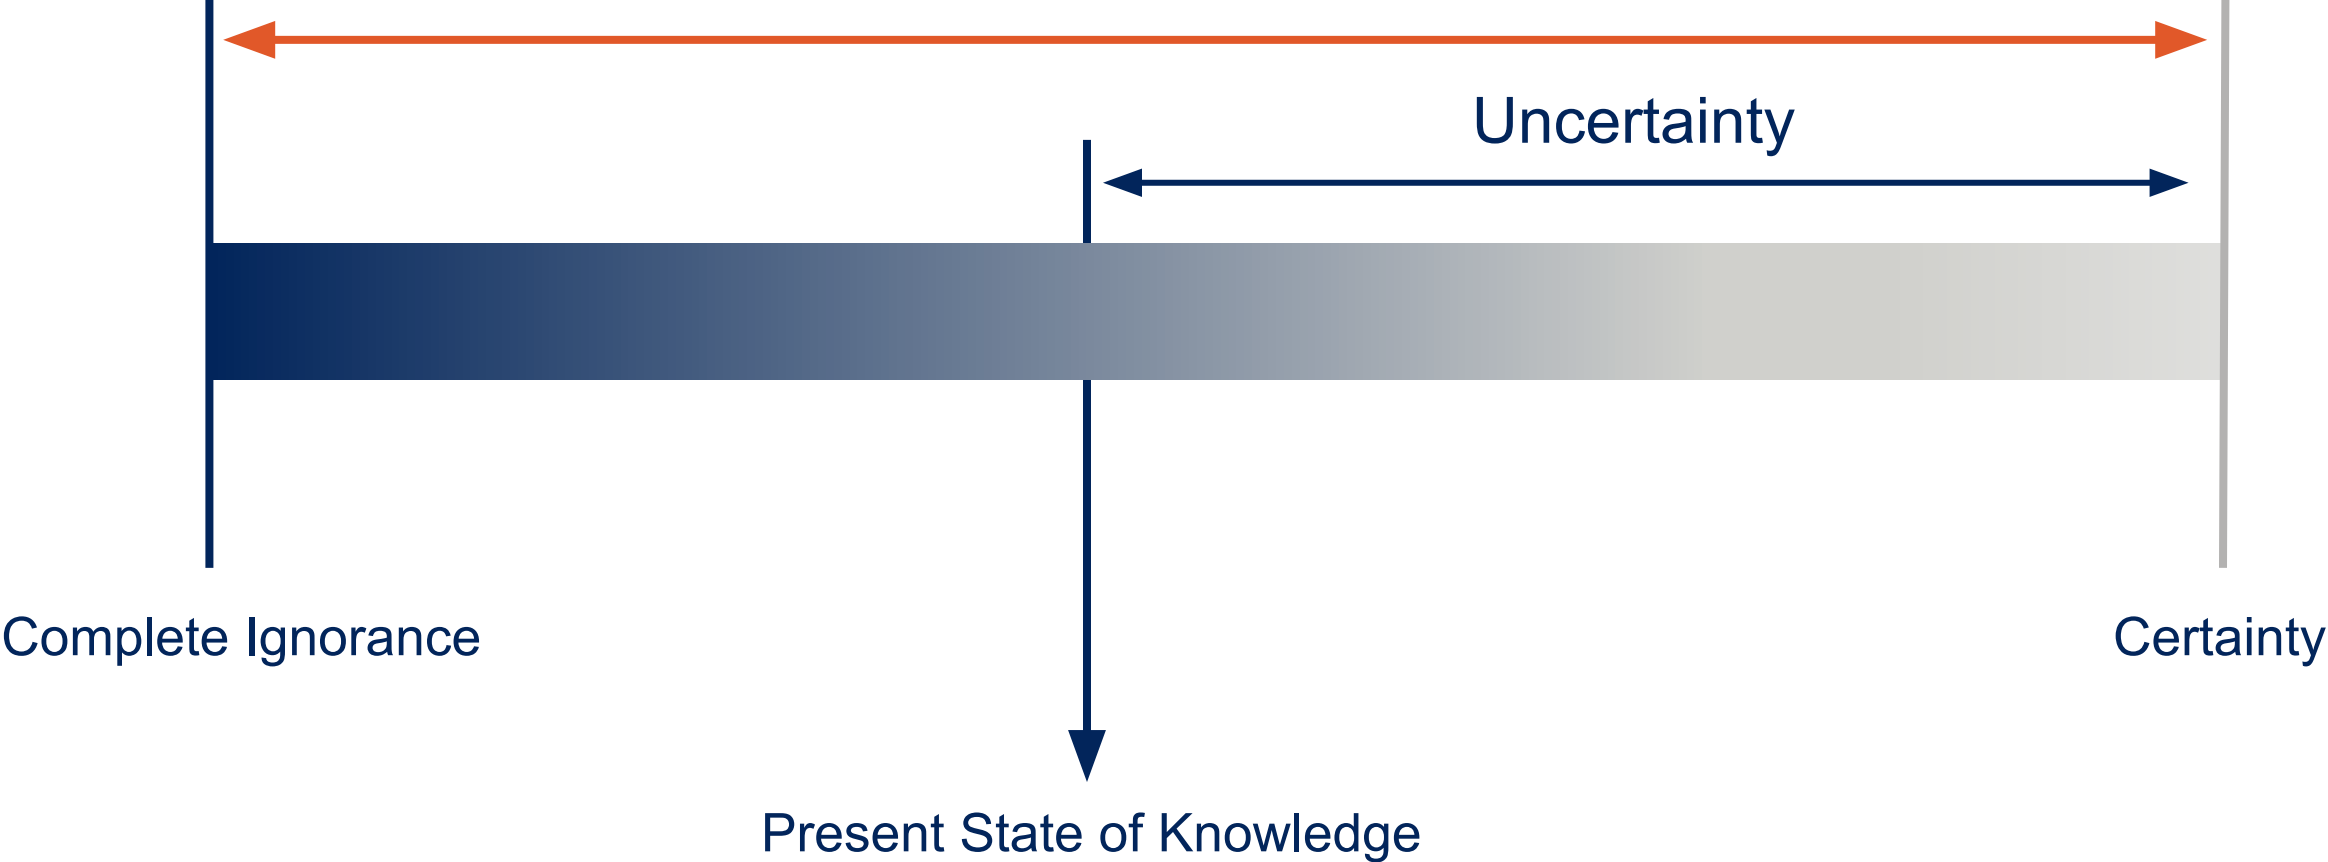 Uncertainty
Complete Ignorance
Certainty
Present State of Knowledge